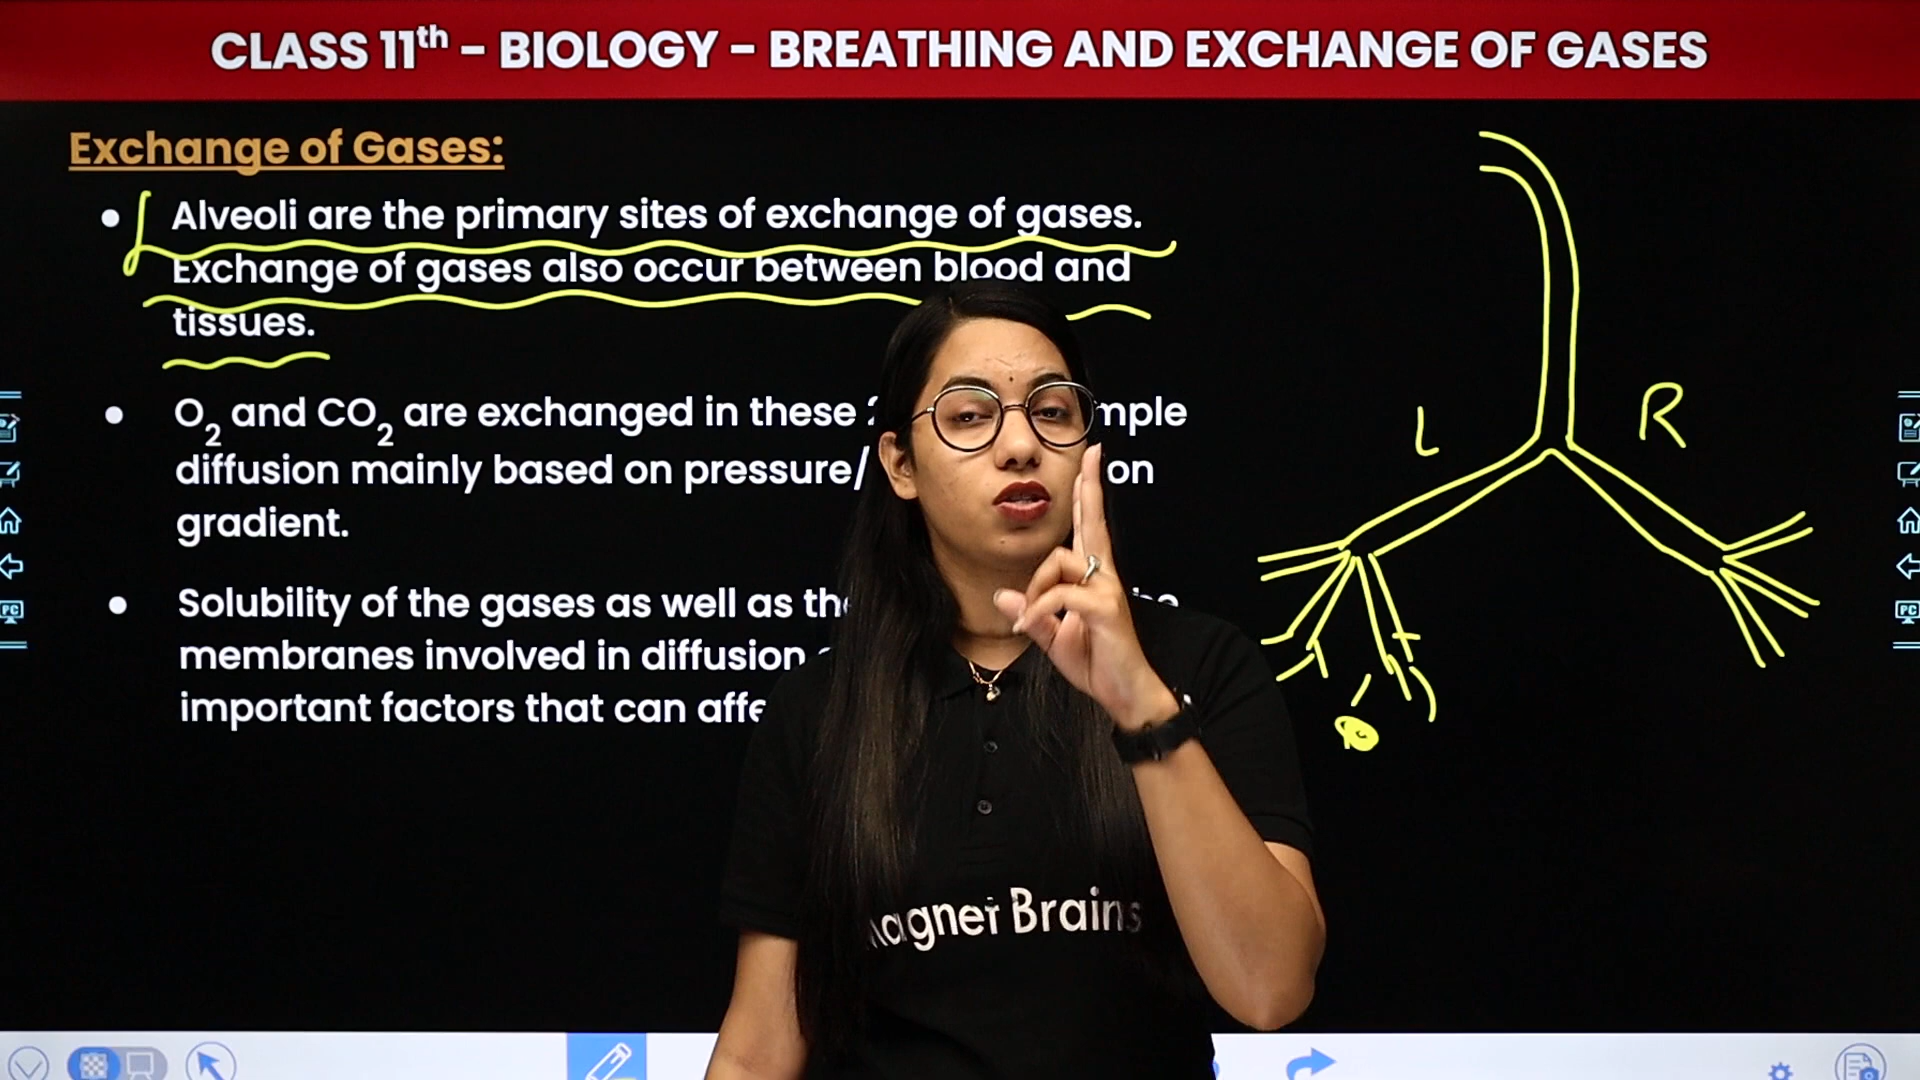 CLASS 11th - BIOLOGY - BREATHING AND EXCHANGE OF GASES
Exchange of Gases:
• Alveoli are the primary sites of exchange of gases.
Exchange of gases also occur between blood and
tissues.
• O2 and CO2 are exchanged in these
diffusion mainly based on pressure/
gradient.
• Solubility of the gases as well as
membranes involved in diffusion
important factors that can
L
R
Brains
PC
PC